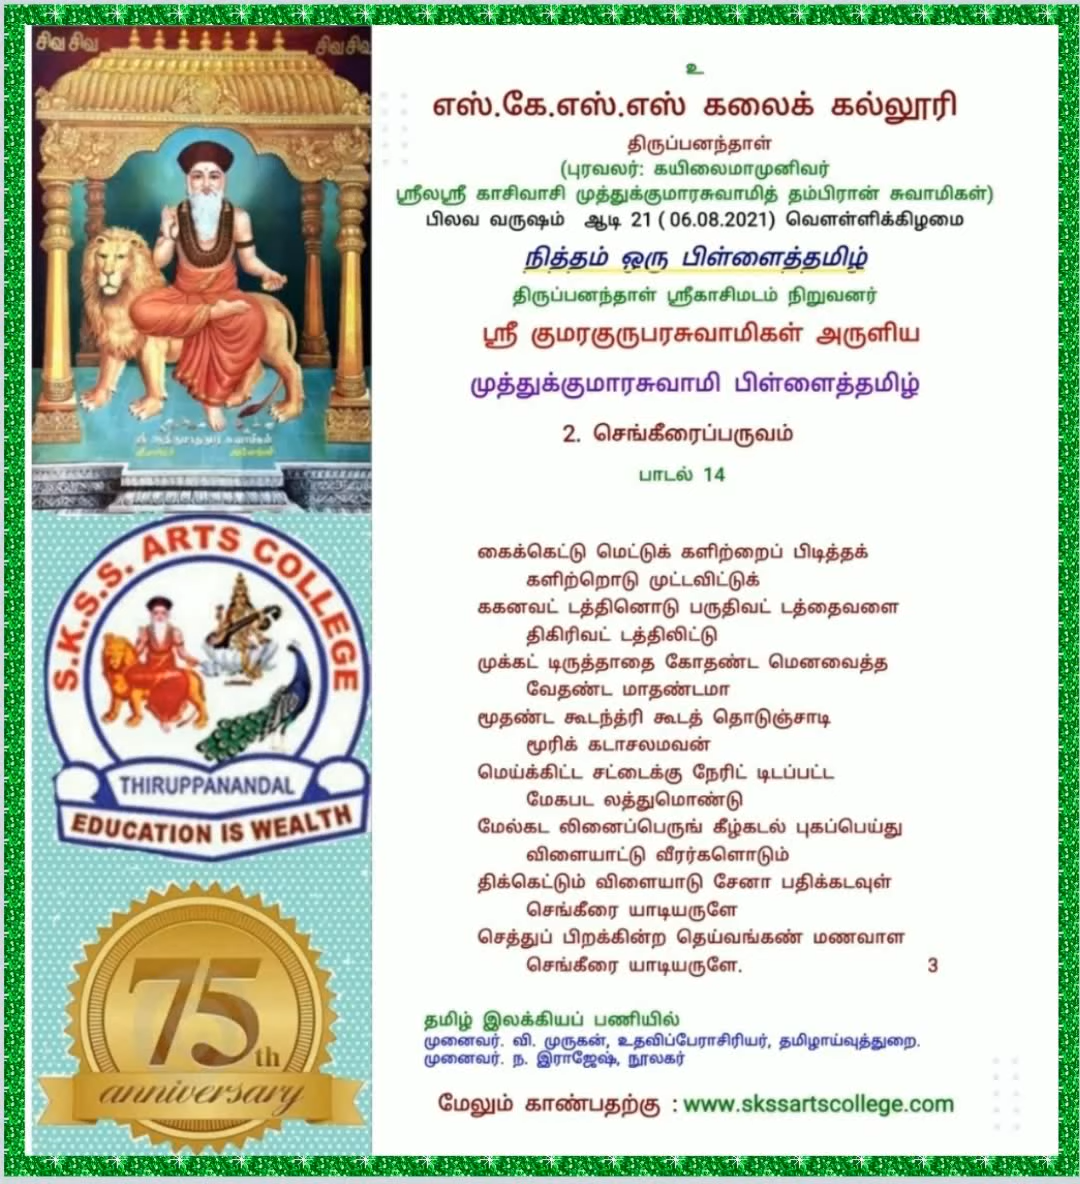 சிவ சிவ
சிவ சிவ
உ
எஸ்.கே.எஸ்.எஸ் கலைக் கல்லூரி
திருப்பனந்தாள்
(புரவலர்: கயிலைமாமுனிவர்
ஸ்ரீலஸ்ரீ காசிவாசி முத்துக்குமாரசுவாமித் தம்பிரான் சுவாமிகள்)
பிலவ வருஷம் ஆடி 21 ( 06.08.2021) வெள்ளிக்கிழமை
நித்தம் ஒரு பிள்ளைத்தமிழ்
திருப்பனந்தாள் ஸ்ரீகாசிமடம் நிறுவனர்
ஸ்ரீ குமரகுருபரசுவாமிகள் அருளிய
முத்துக்குமாரசுவாமி பிள்ளைத்தமிழ்
2. செங்கீரைப்பருவம்
பாடல் 14
கைக்கெட்டு மெட்டுக் களிற்றைப் பிடித்தக்
களிற்றொடு முட்டவிட்டுக்
ககனவட் டத்தினொடு பருதிவட் டத்தைவளை
திகிரிவட் டத்திலிட்டு
முக்கட் டிருத்தாதை கோதண்ட மெனவைத்த
வேதண்ட மாதண்டமா
மூதண்ட கூடந்த்ரி கூடத் தொடுஞ்சாடி
மூரிக் கடாசலமவன்
மெய்க்கிட்ட சட்டைக்கு நேரிட் டிடப்பட்ட
மேகபட லத்துமொண்டு
மேல்கட லினைப்பெருங் கீழ்கடல் புகப்பெய்து
விளையாட்டு வீரர்களொடும்
திக்கெட்டும் விளையாடு சேனா பதிக்கடவுள்
செங்கீரை யாடியருளே
செத்துப் பிறக்கின்ற தெய்வங்கண் மணவாள
செங்கீரை யாடியருளே. 3
தமிழ் இலக்கியப் பணியில்
முனைவர். வி. முருகன், உதவிப்பேராசிரியர், தமிழாய்வுத்துறை.
முனைவர். ந. இராஜேஷ், நூலகர்
மேலும் காண்பதற்கு : www.skssartscollege.com
S.K.S.S. ARTS COLLEGE
THIRUPPANANDAL
EDUCATION IS WEALTH
75th
anniversary